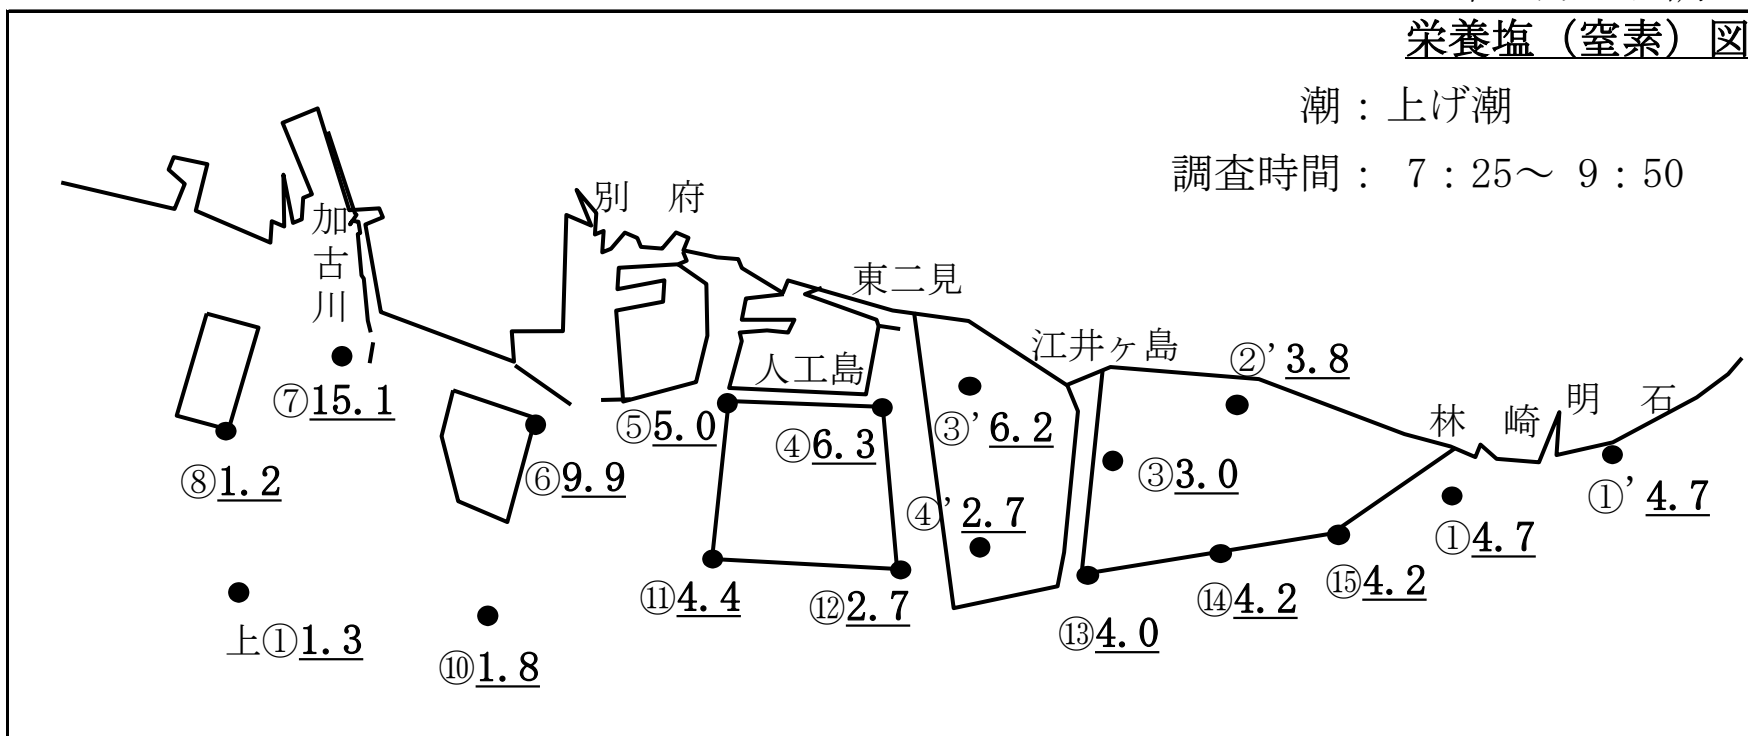 栄養塩（窒素）図
潮：上げ潮
調査時間： 7：25～ 9：50
加古川
別 府
東二見
人工島
江井ヶ島
林 崎
明 石
②’3.8
⑦15.1
⑤5.0
④6.3
③’6.2
⑧1.2
⑥9.9
③3.0
①’4.7
④’2.7
①4.7
⑪4.4
⑫2.7
⑭4.2
⑮4.2
上①1.3
⑩1.8
⑬4.0